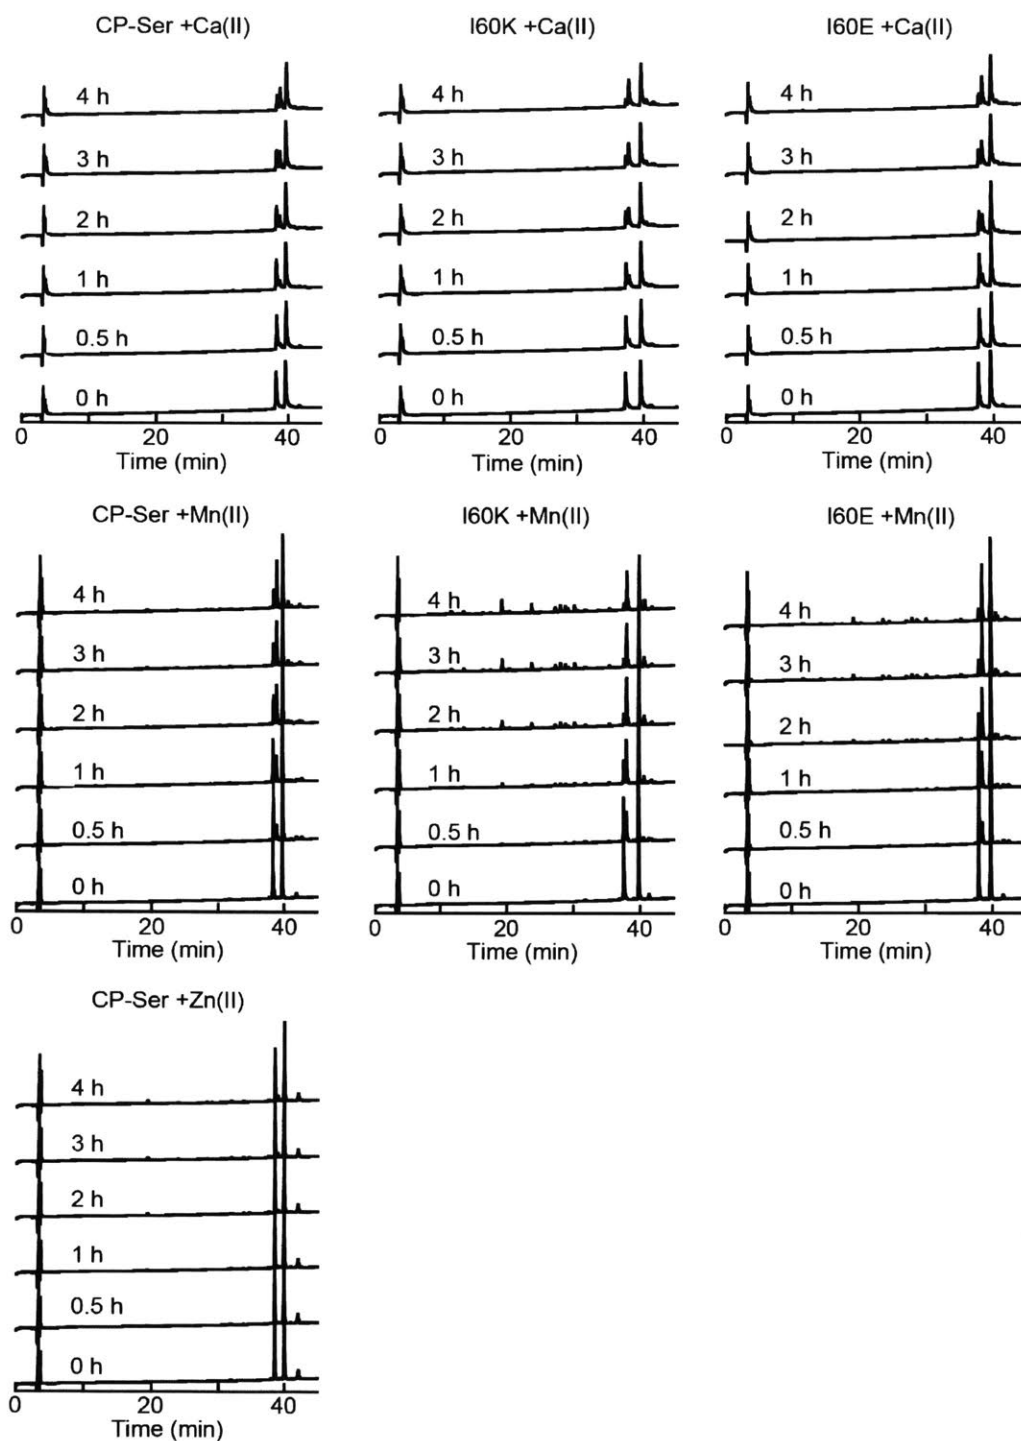 CP-Ser +Ca(II)
4 h
3 h
2 h
1 h
0.5 h
0 h
0 20 40
Time (min)
I60K +Ca(II)
4 h
3 h
2 h
1 h
0.5 h
0 h
0 20 40
Time (min)
I60E +Ca(II)
4 h
3 h
2 h
1 h
0.5 h
0 h
0 20 40
Time (min)
CP-Ser +Mn(II)
4 h
3 h
2 h
1 h
0.5 h
0 h
0 20 40
Time (min)
I60K +Mn(II)
4 h
3 h
2 h
1 h
0.5 h
0 h
0 20 40
Time (min)
I60E +Mn(II)
4 h
3 h
2 h
1 h
0.5 h
0 h
0 20 40
Time (min)
CP-Ser +Zn(II)
4 h
3 h
2 h
1 h
0.5 h
0 h
0 20 40
Time (min)